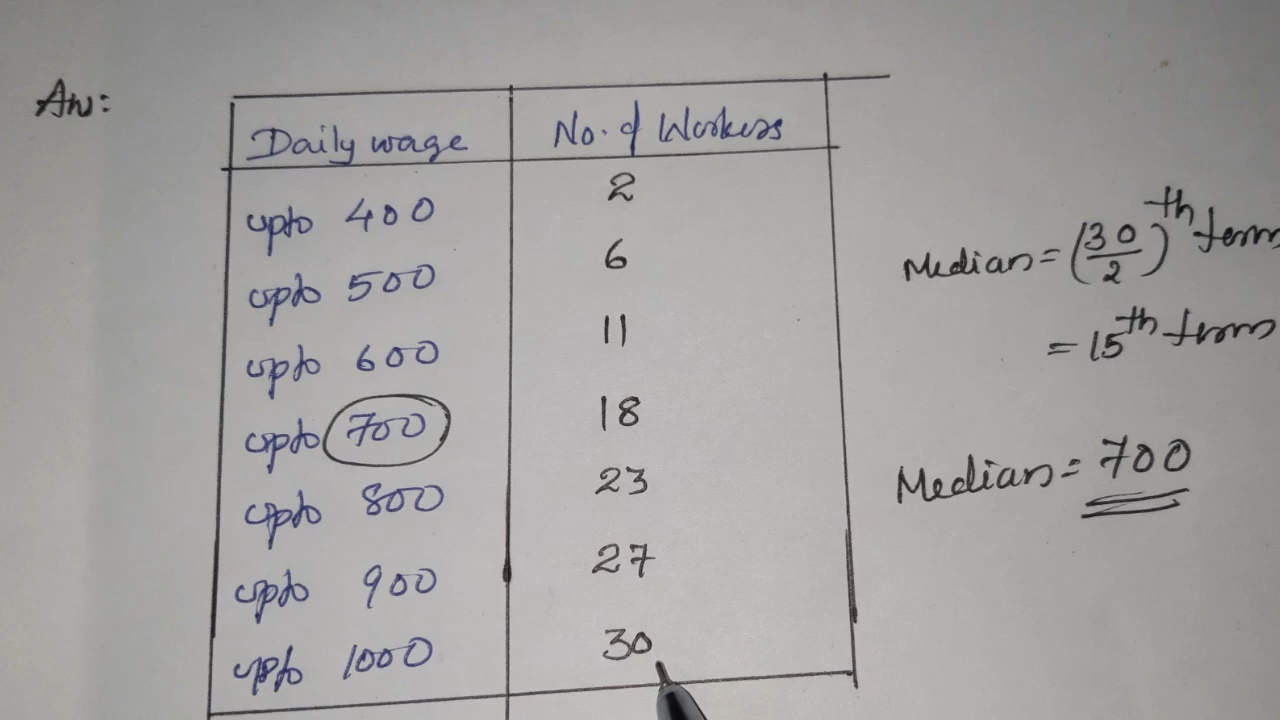 An:
Daily wage No. of Workers
upto 400 2
upto 500 6
upto 600 11
upto 700 18
upto 800 23
upto 900 27
upto 1000 30
Median = (30/2)th term
= 15th term
Median = 700